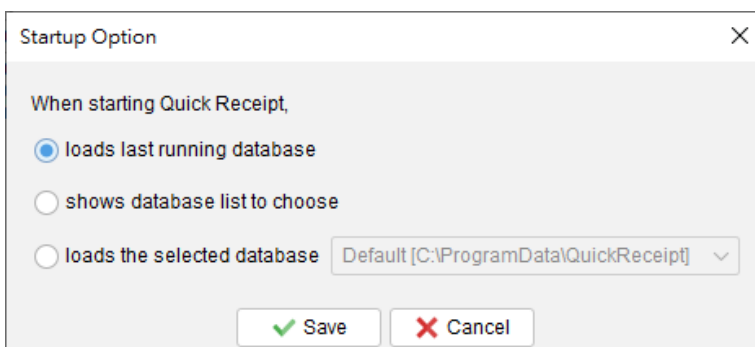 Startup Option
When starting Quick Receipt,
loads last running database
shows database list to choose
loads the selected database Default [C:\ProgramData\QuickReceipt]
Save Cancel